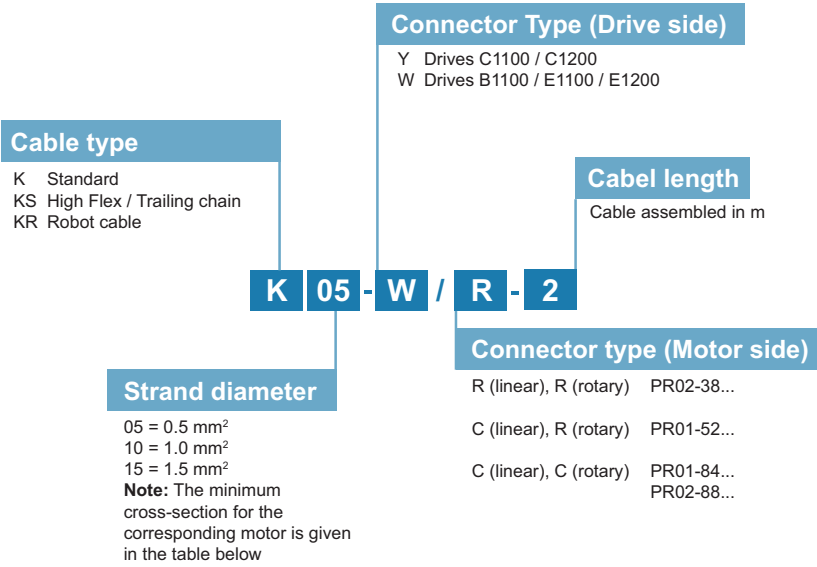 Connector Type (Drive side)
Y Drives C1100 / C1200
W Drives B1100 / E1100 / E1200
Cable type
K Standard
KS High Flex / Trailing chain
KR Robot cable
Cabel length
Cable assembled in m
K 05 - W / R - 2
Strand diameter
05 = 0.5 mm²
10 = 1.0 mm²
15 = 1.5 mm²
Note: The minimum
cross-section for the
corresponding motor is given
in the table below
Connector type (Motor side)
R (linear), R (rotary) PR02-38...
C (linear), R (rotary) PR01-52...
C (linear), C (rotary) PR01-84...
PR02-88...